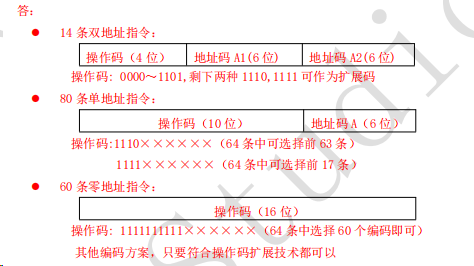 答：
● 14 条双地址指令：
操作码（4 位） 地址码 A1(6 位) 地址码 A2(6 位)
操作码: 0000～1101,剩下两种 1110,1111 可作为扩展码
● 80 条单地址指令：
操作码（10 位） 地址码 A（6 位）
操作码:1110××××××（64 条中可选择前 63 条）
1111××××××（64 条中可选择前 17 条）
● 60 条零地址指令：
操作码（16 位）
操作码: 1111111111××××××（64 条中选择 60 个编码即可）
其他编码方案，只要符合操作码扩展技术都可以
Studio